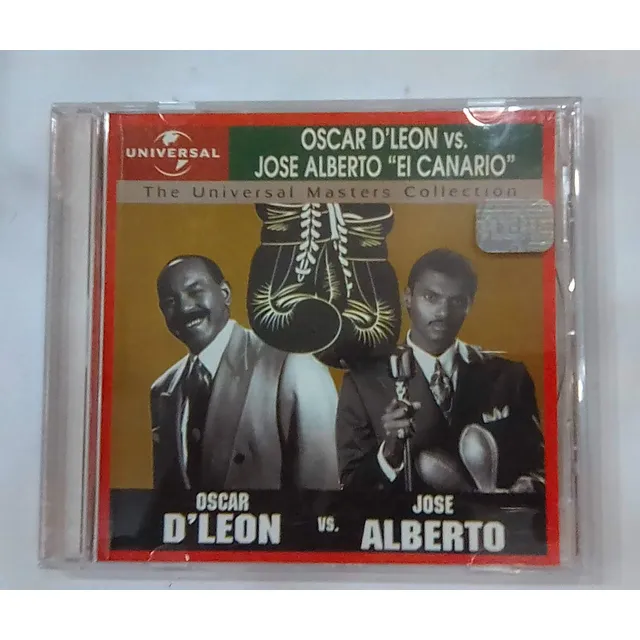 UNIVERSAL
OSCAR D'LEON vs.
JOSE ALBERTO "El CANARIO"
The Universal Masters Collection
OSCAR
D'LEON
vs.
JOSE
ALBERTO